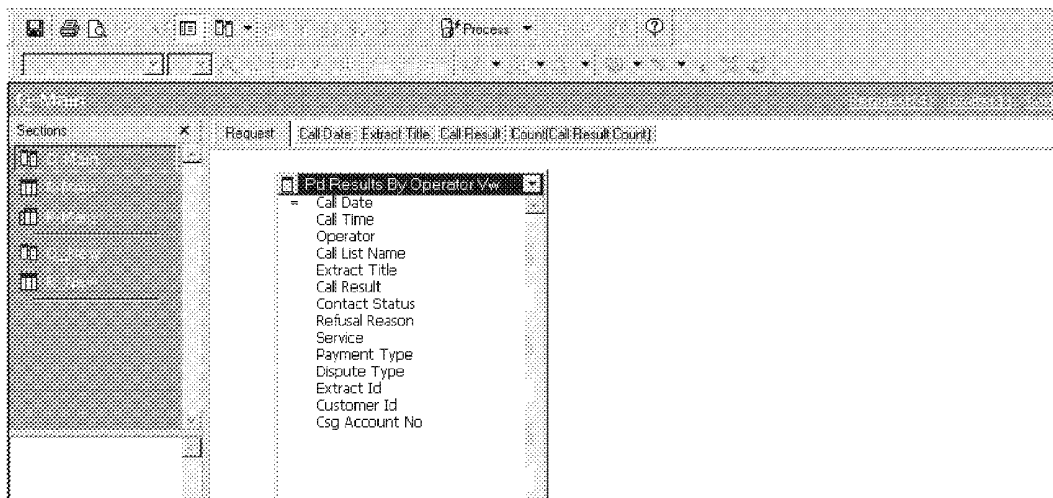 Process
Q-Main
Sections
Request Call Date Extract Title Call Result Count(Call Result Count)
Pd Results By Operator Vw
= Call Date
Call Time
Operator
Call List Name
Extract Title
Call Result
Contact Status
Refusal Reason
Service
Payment Type
Dispute Type
Extract Id
Customer Id
Csg Account No